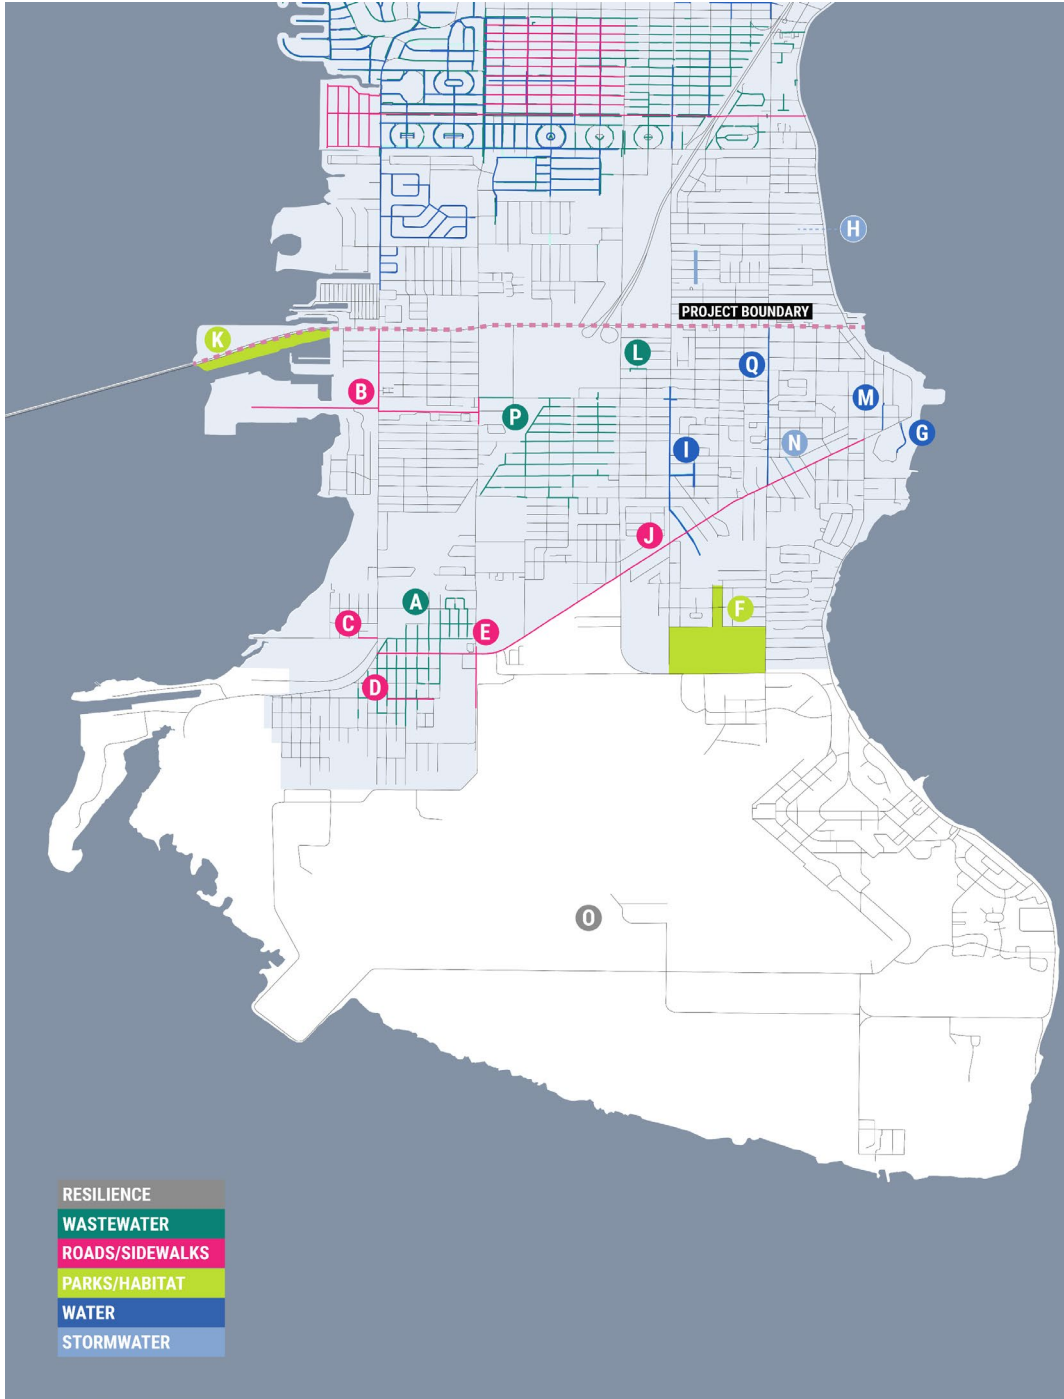 H
PROJECT BOUNDARY
K
L
Q
B
M
P
G
N
I
J
A
F
C
E
D
O
RESILIENCE
WASTEWATER
ROADS/SIDEWALKS
PARKS/HABITAT
WATER
STORMWATER